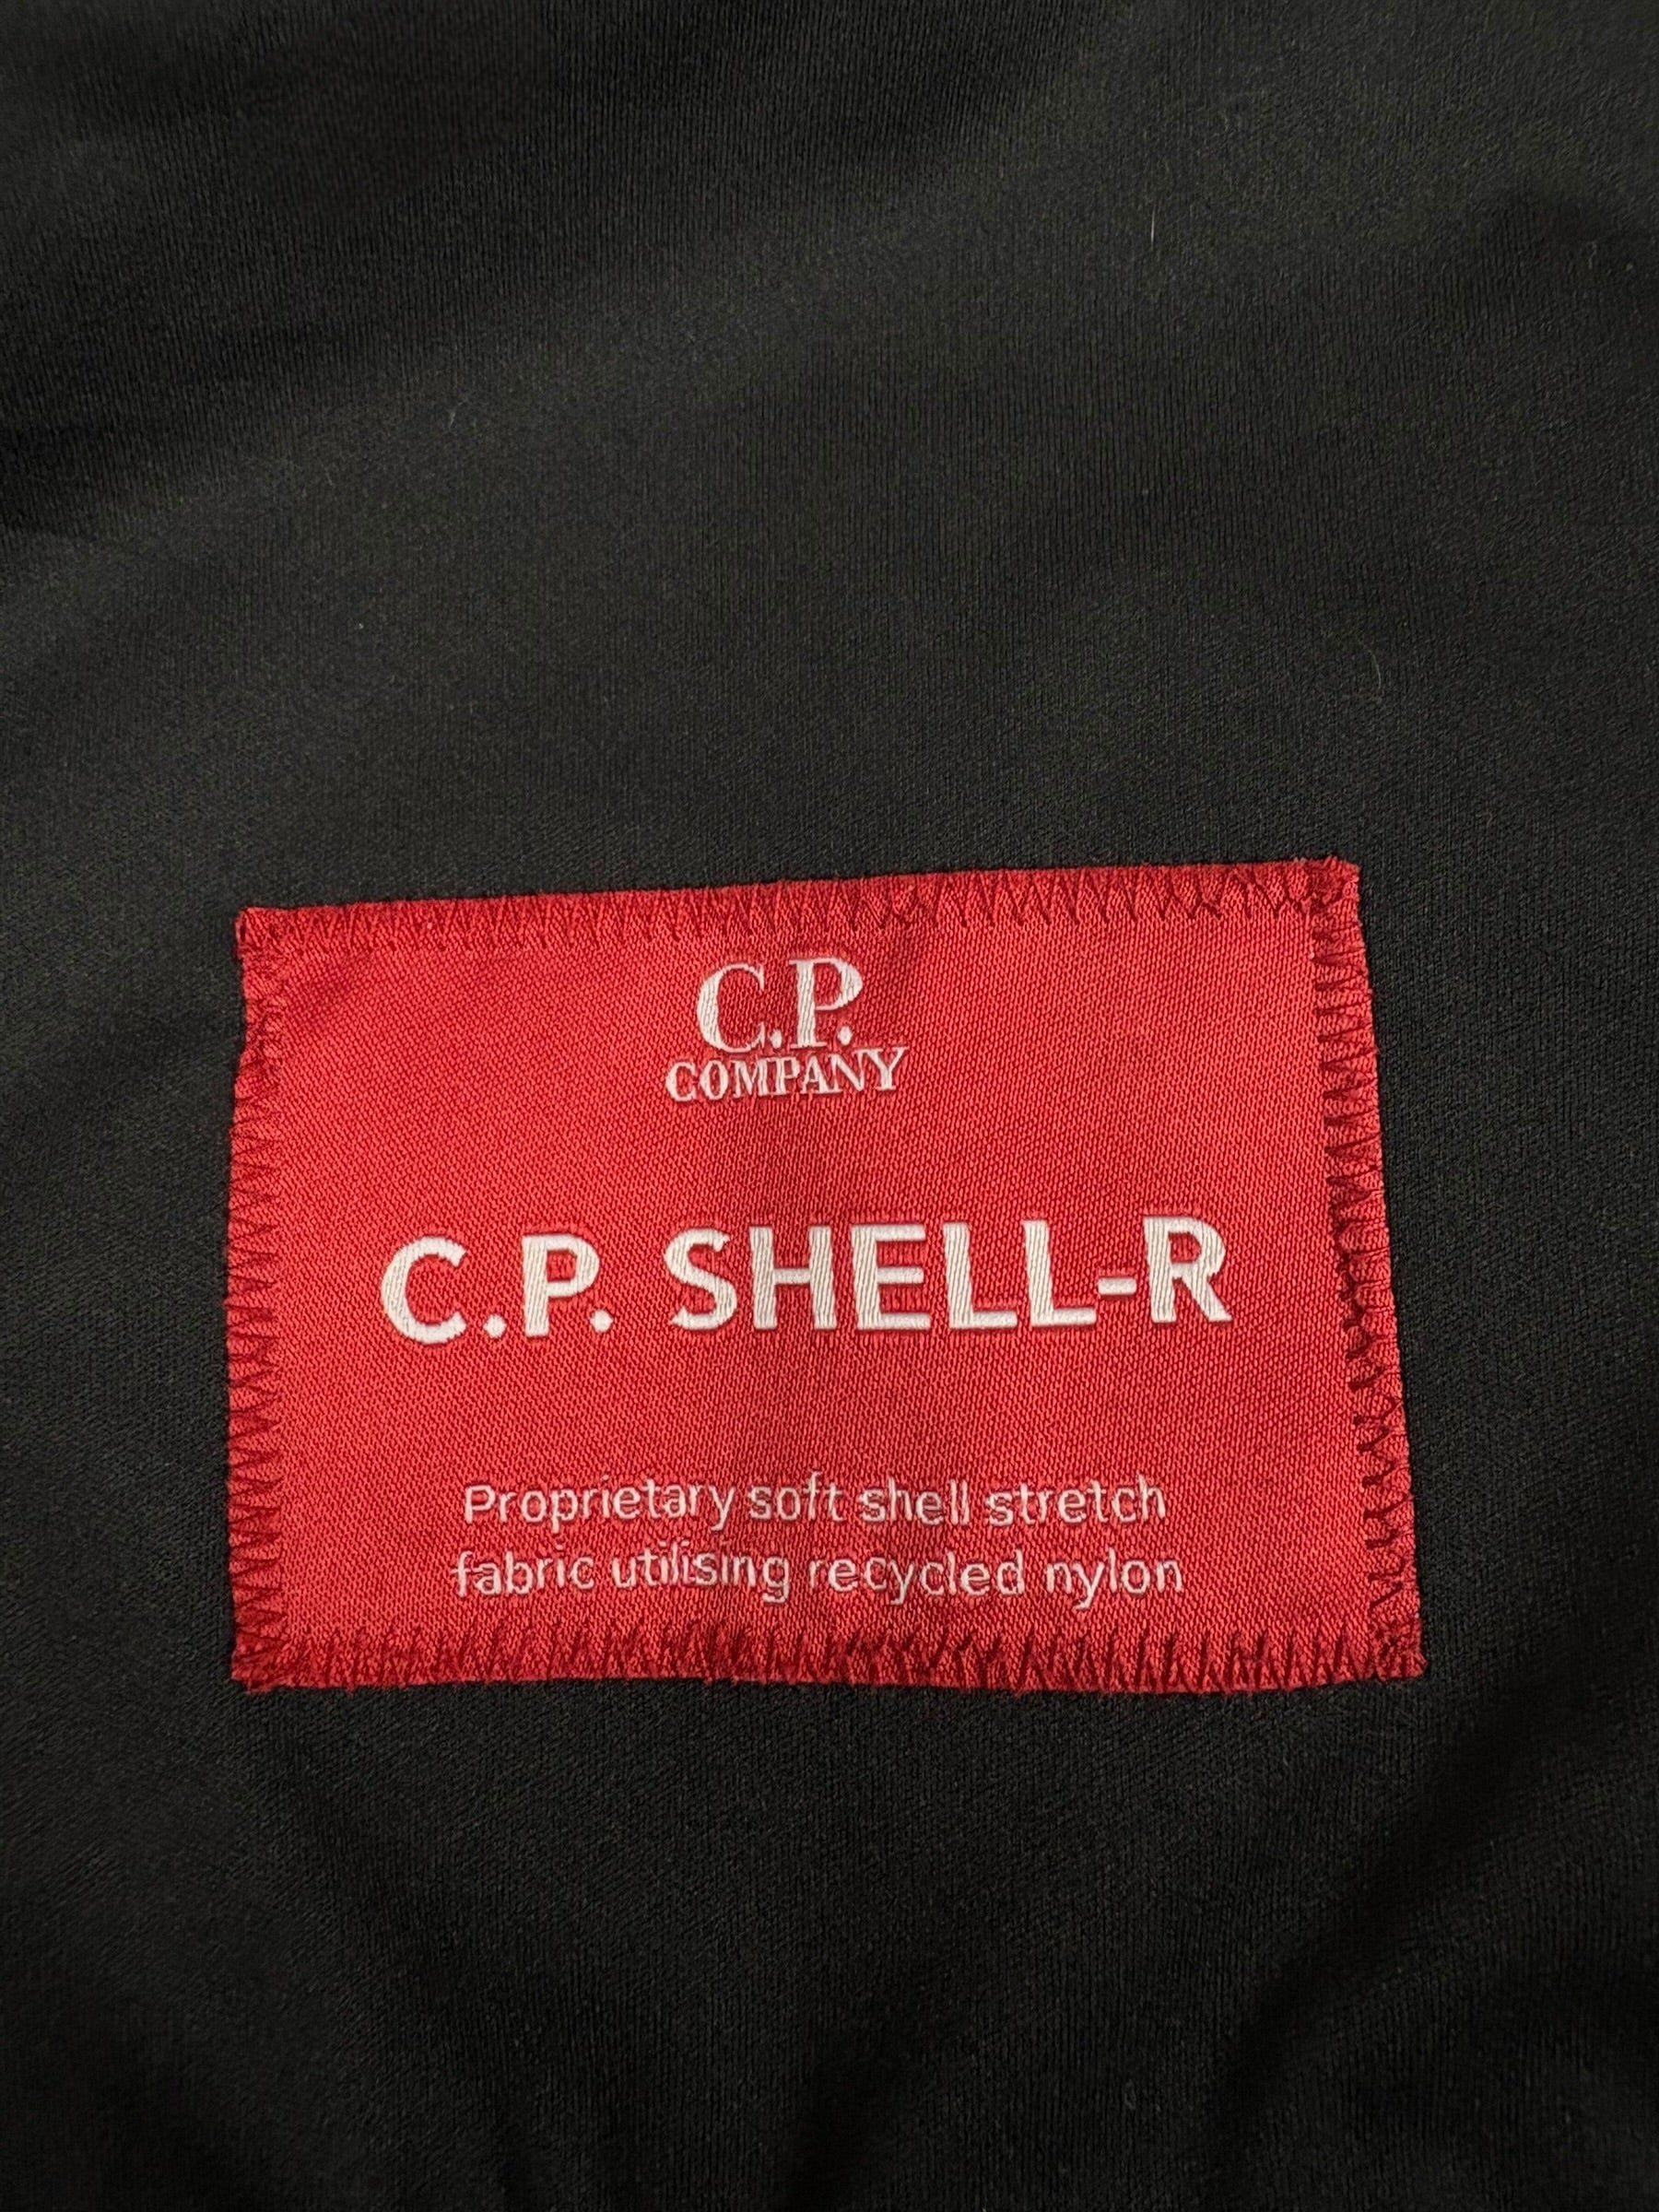 C.P.
COMPANY
C.P. SHELL-R
Proprietary soft shell stretch
fabric utilising recycled nylon